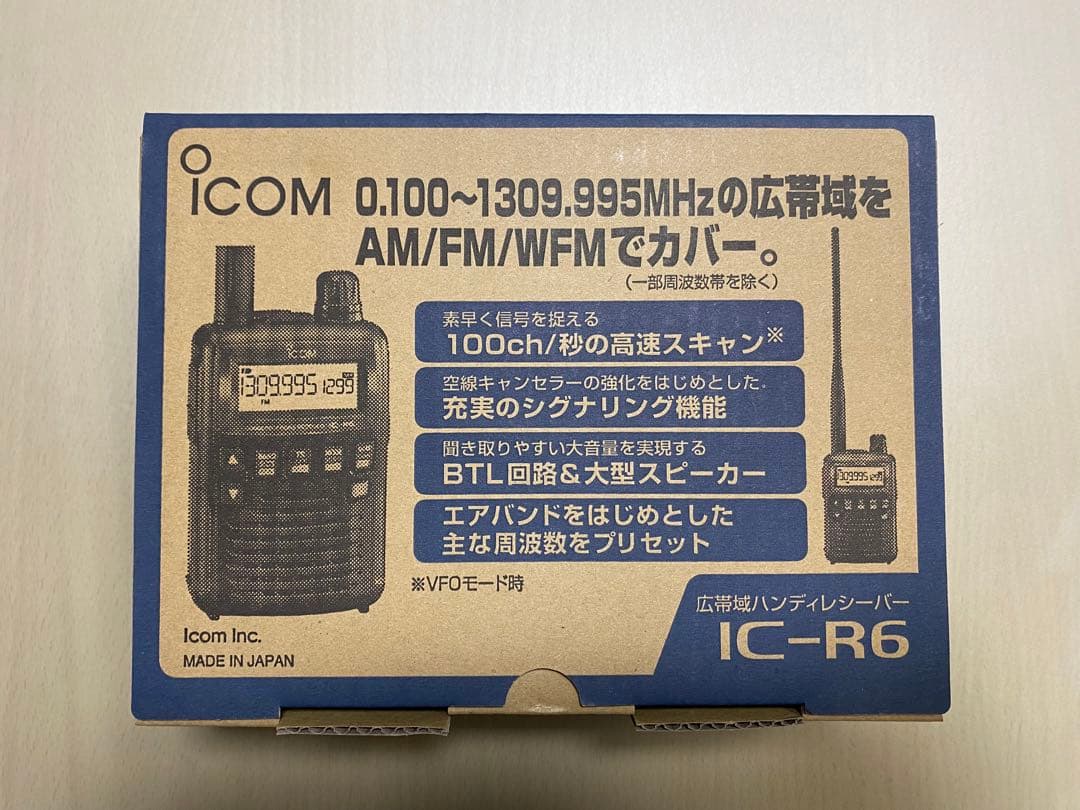 iCOM
0.100～1309.995MHzの広帯域を
AM/FM/WFMでカバー。
(一部周波数帯を除く)
素早く信号を捉える
100ch/秒の高速スキャン※
空線キャンセラーの強化をはじめとした
充実のシグナリング機能
聞き取りやすい大音量を実現する
BTL回路&大型スピーカー
エアバンドをはじめとした
主な周波数をプリセット
※VFOモード時
iCOM
1309.995 1299
FM
Icom Inc.
MADE IN JAPAN
広帯域ハンディレシーバー
IC-R6